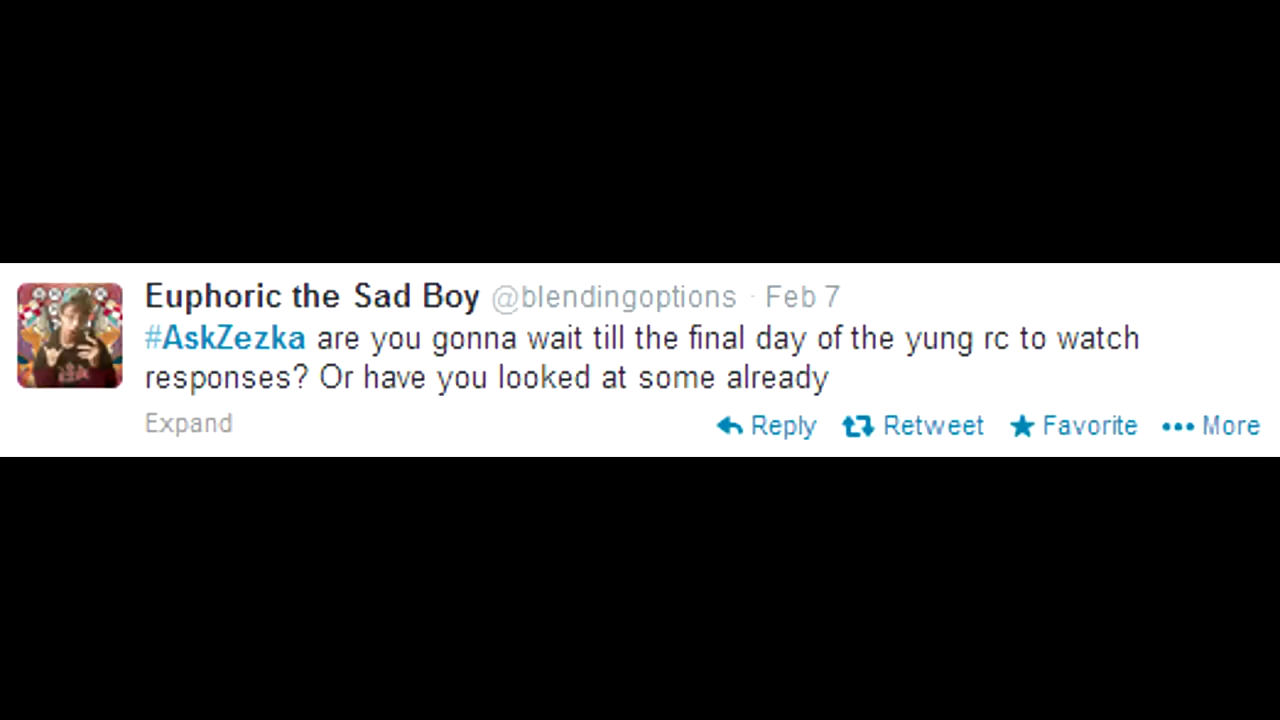 Euphoric the Sad Boy @blendingoptions · Feb 7
#AskZezka are you gonna wait till the final day of the yung rc to watch
responses? Or have you looked at some already
Expand Reply Retweet Favorite ••• More